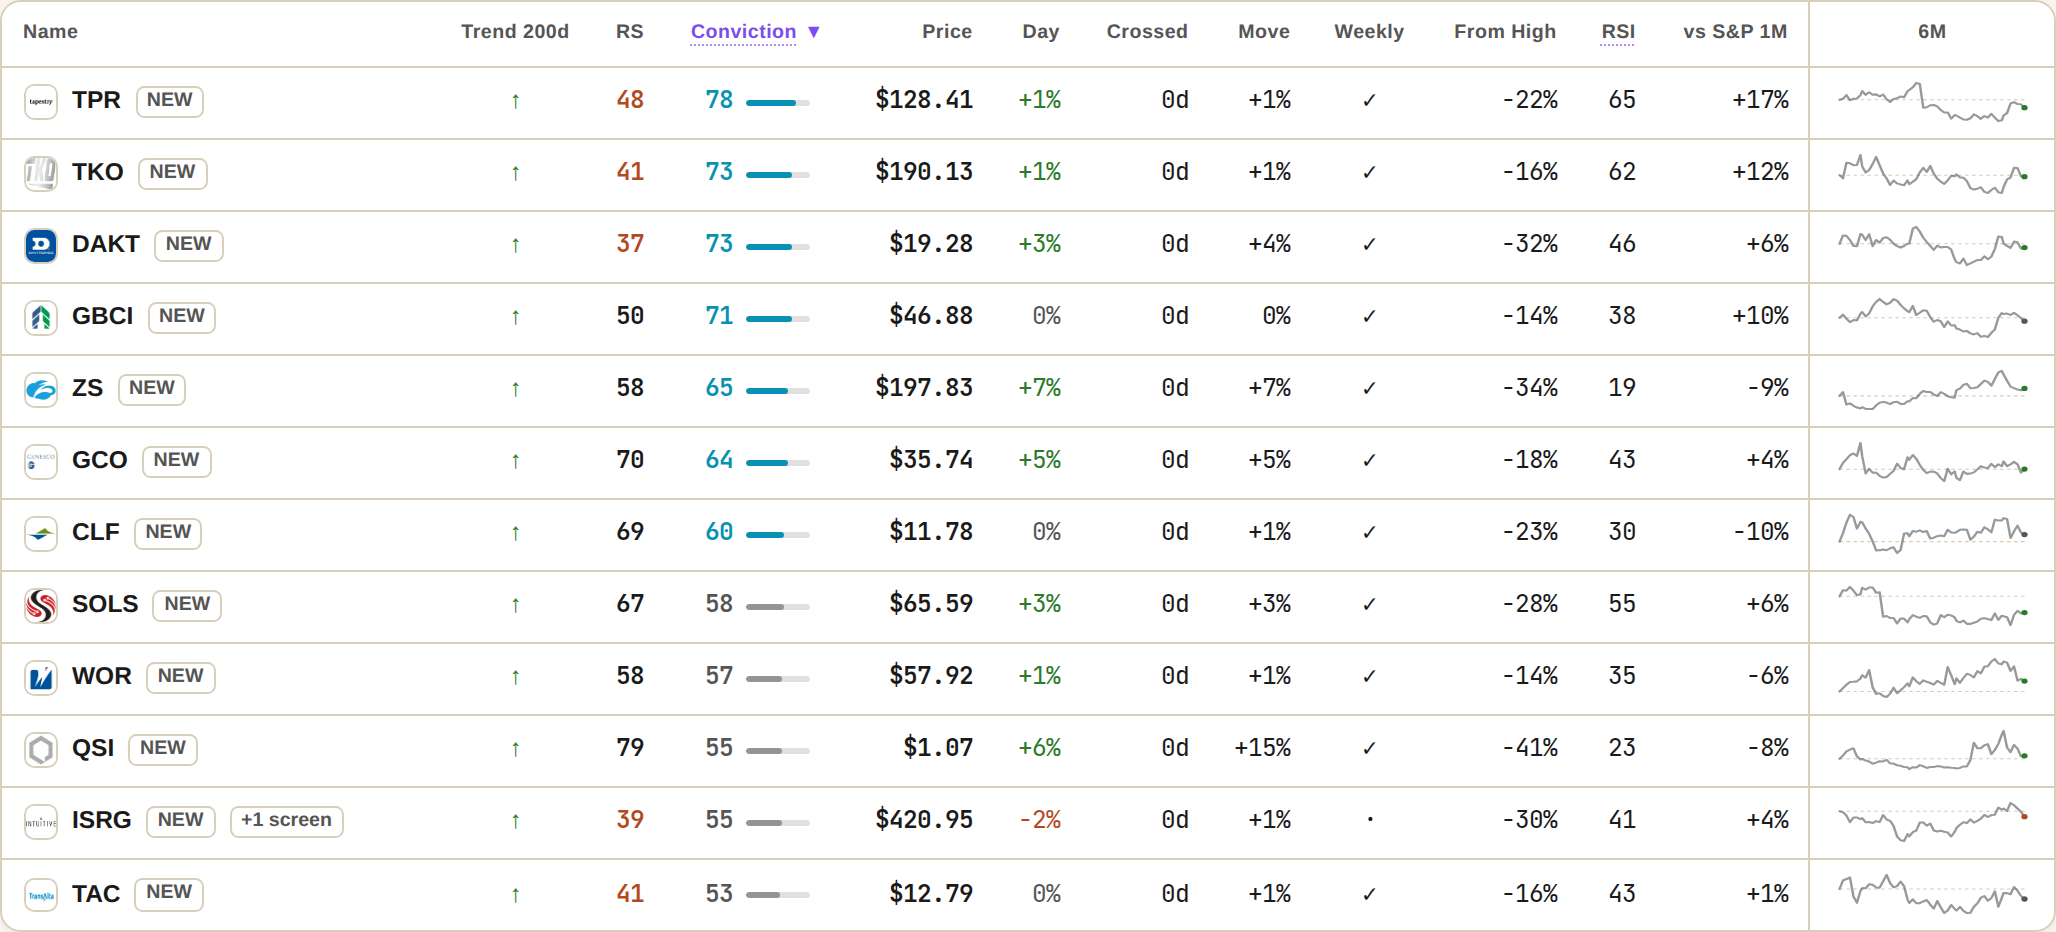 Name Trend 200d RS Conviction ▼ Price Day Crossed Move Weekly From High RSI vs S&P 1M 6M
tapestry TPR NEW ↑ 48 78 $128.41 +1% 0d +1% ✓ -22% 65 +17%
TKO TKO NEW ↑ 41 73 $190.13 +1% 0d +1% ✓ -16% 62 +12%
DAKT NEW ↑ 37 73 $19.28 +3% 0d +4% ✓ -32% 46 +6%
GBCI NEW ↑ 50 71 $46.88 0% 0d 0% ✓ -14% 38 +10%
ZS NEW ↑ 58 65 $197.83 +7% 0d +7% ✓ -34% 19 -9%
GENESCO GCO NEW ↑ 70 64 $35.74 +5% 0d +5% ✓ -18% 43 +4%
CLF NEW ↑ 69 60 $11.78 0% 0d +1% ✓ -23% 30 -10%
SOLS NEW ↑ 67 58 $65.59 +3% 0d +3% ✓ -28% 55 +6%
WOR NEW ↑ 58 57 $57.92 +1% 0d +1% ✓ -14% 35 -6%
QSI NEW ↑ 79 55 $1.07 +6% 0d +15% ✓ -41% 23 -8%
INTUITIVE ISRG NEW +1 screen ↑ 39 55 $420.95 -2% 0d +1% • -30% 41 +4%
TransAlta TAC NEW ↑ 41 53 $12.79 0% 0d +1% ✓ -16% 43 +1%